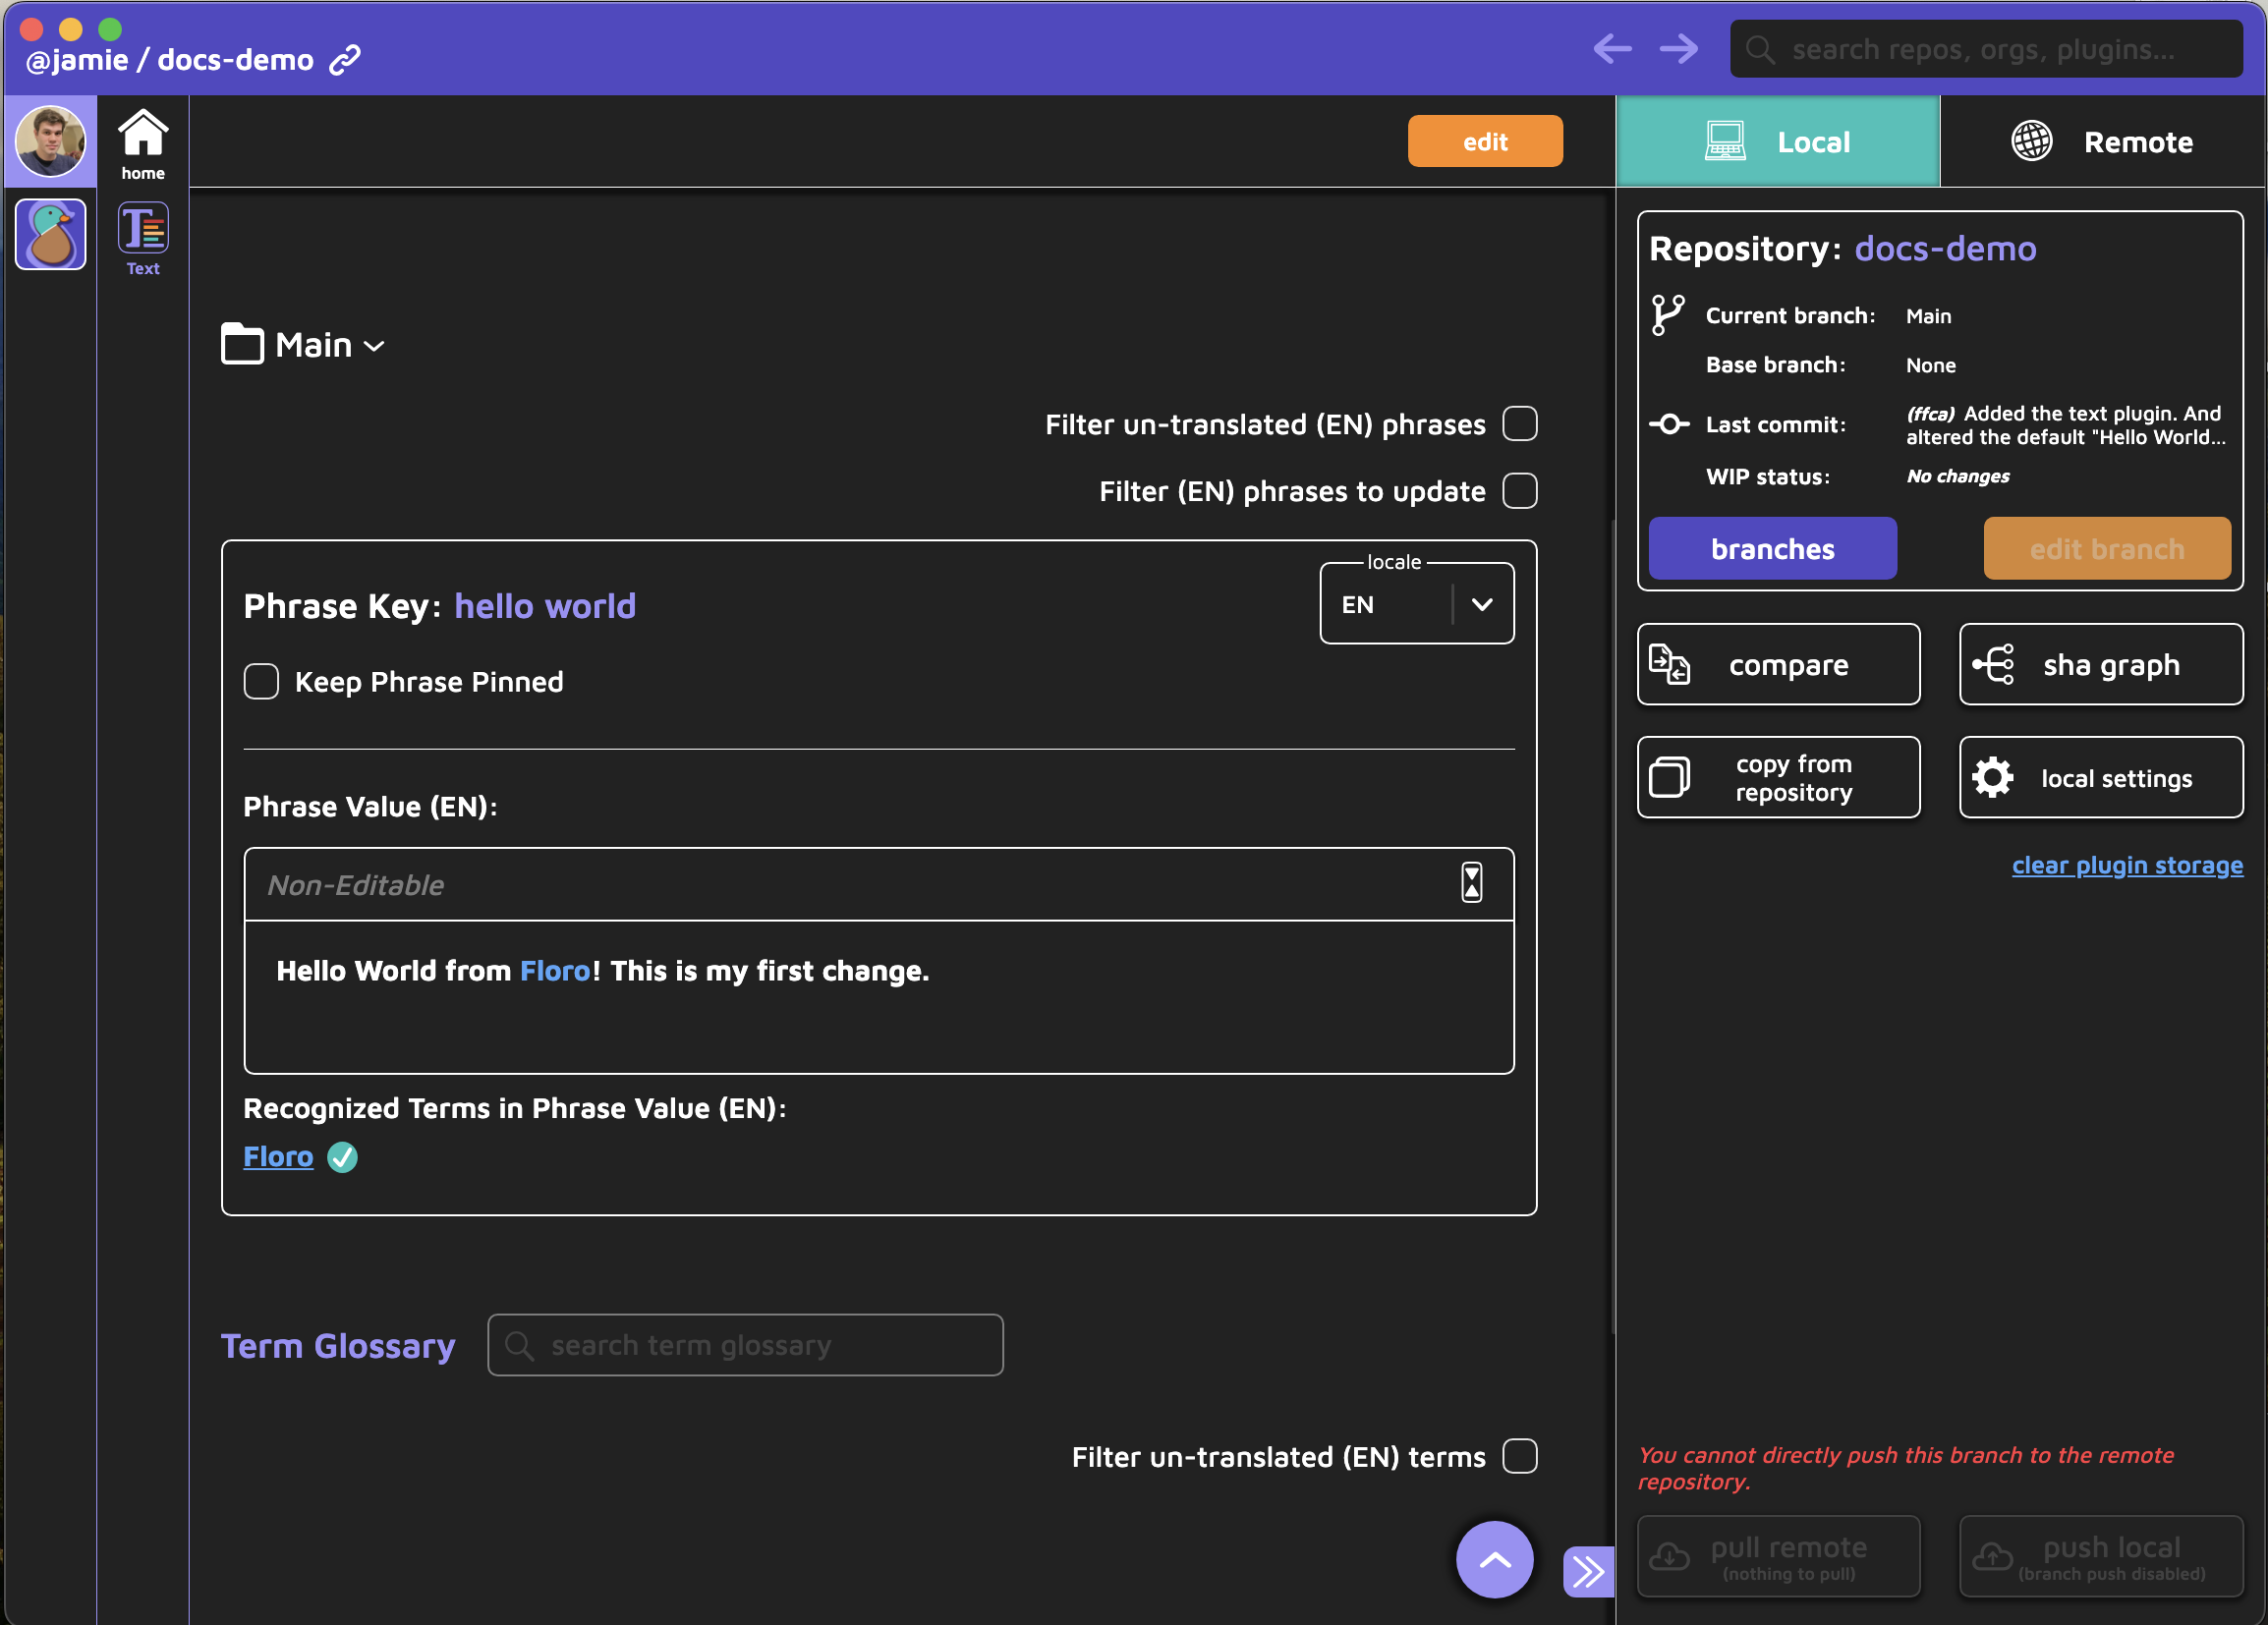 @jamie / docs-demo
search repos, orgs, plugins...
home
Text
edit
Local
Remote
Main
Filter un-translated (EN) phrases
Filter (EN) phrases to update
Phrase Key: hello world
locale
EN
Keep Phrase Pinned
Phrase Value (EN):
Non-Editable
Hello World from Floro! This is my first change.
Recognized Terms in Phrase Value (EN):
Floro
Term Glossary
search term glossary
Filter un-translated (EN) terms
Repository: docs-demo
Current branch: Main
Base branch: None
Last commit: (ffca) Added the text plugin. And
altered the default "Hello World...
WIP status: No changes
branches
edit branch
compare
sha graph
copy from
repository
local settings
clear plugin storage
You cannot directly push this branch to the remote
repository.
pull remote
(nothing to pull)
push local
(branch push disabled)